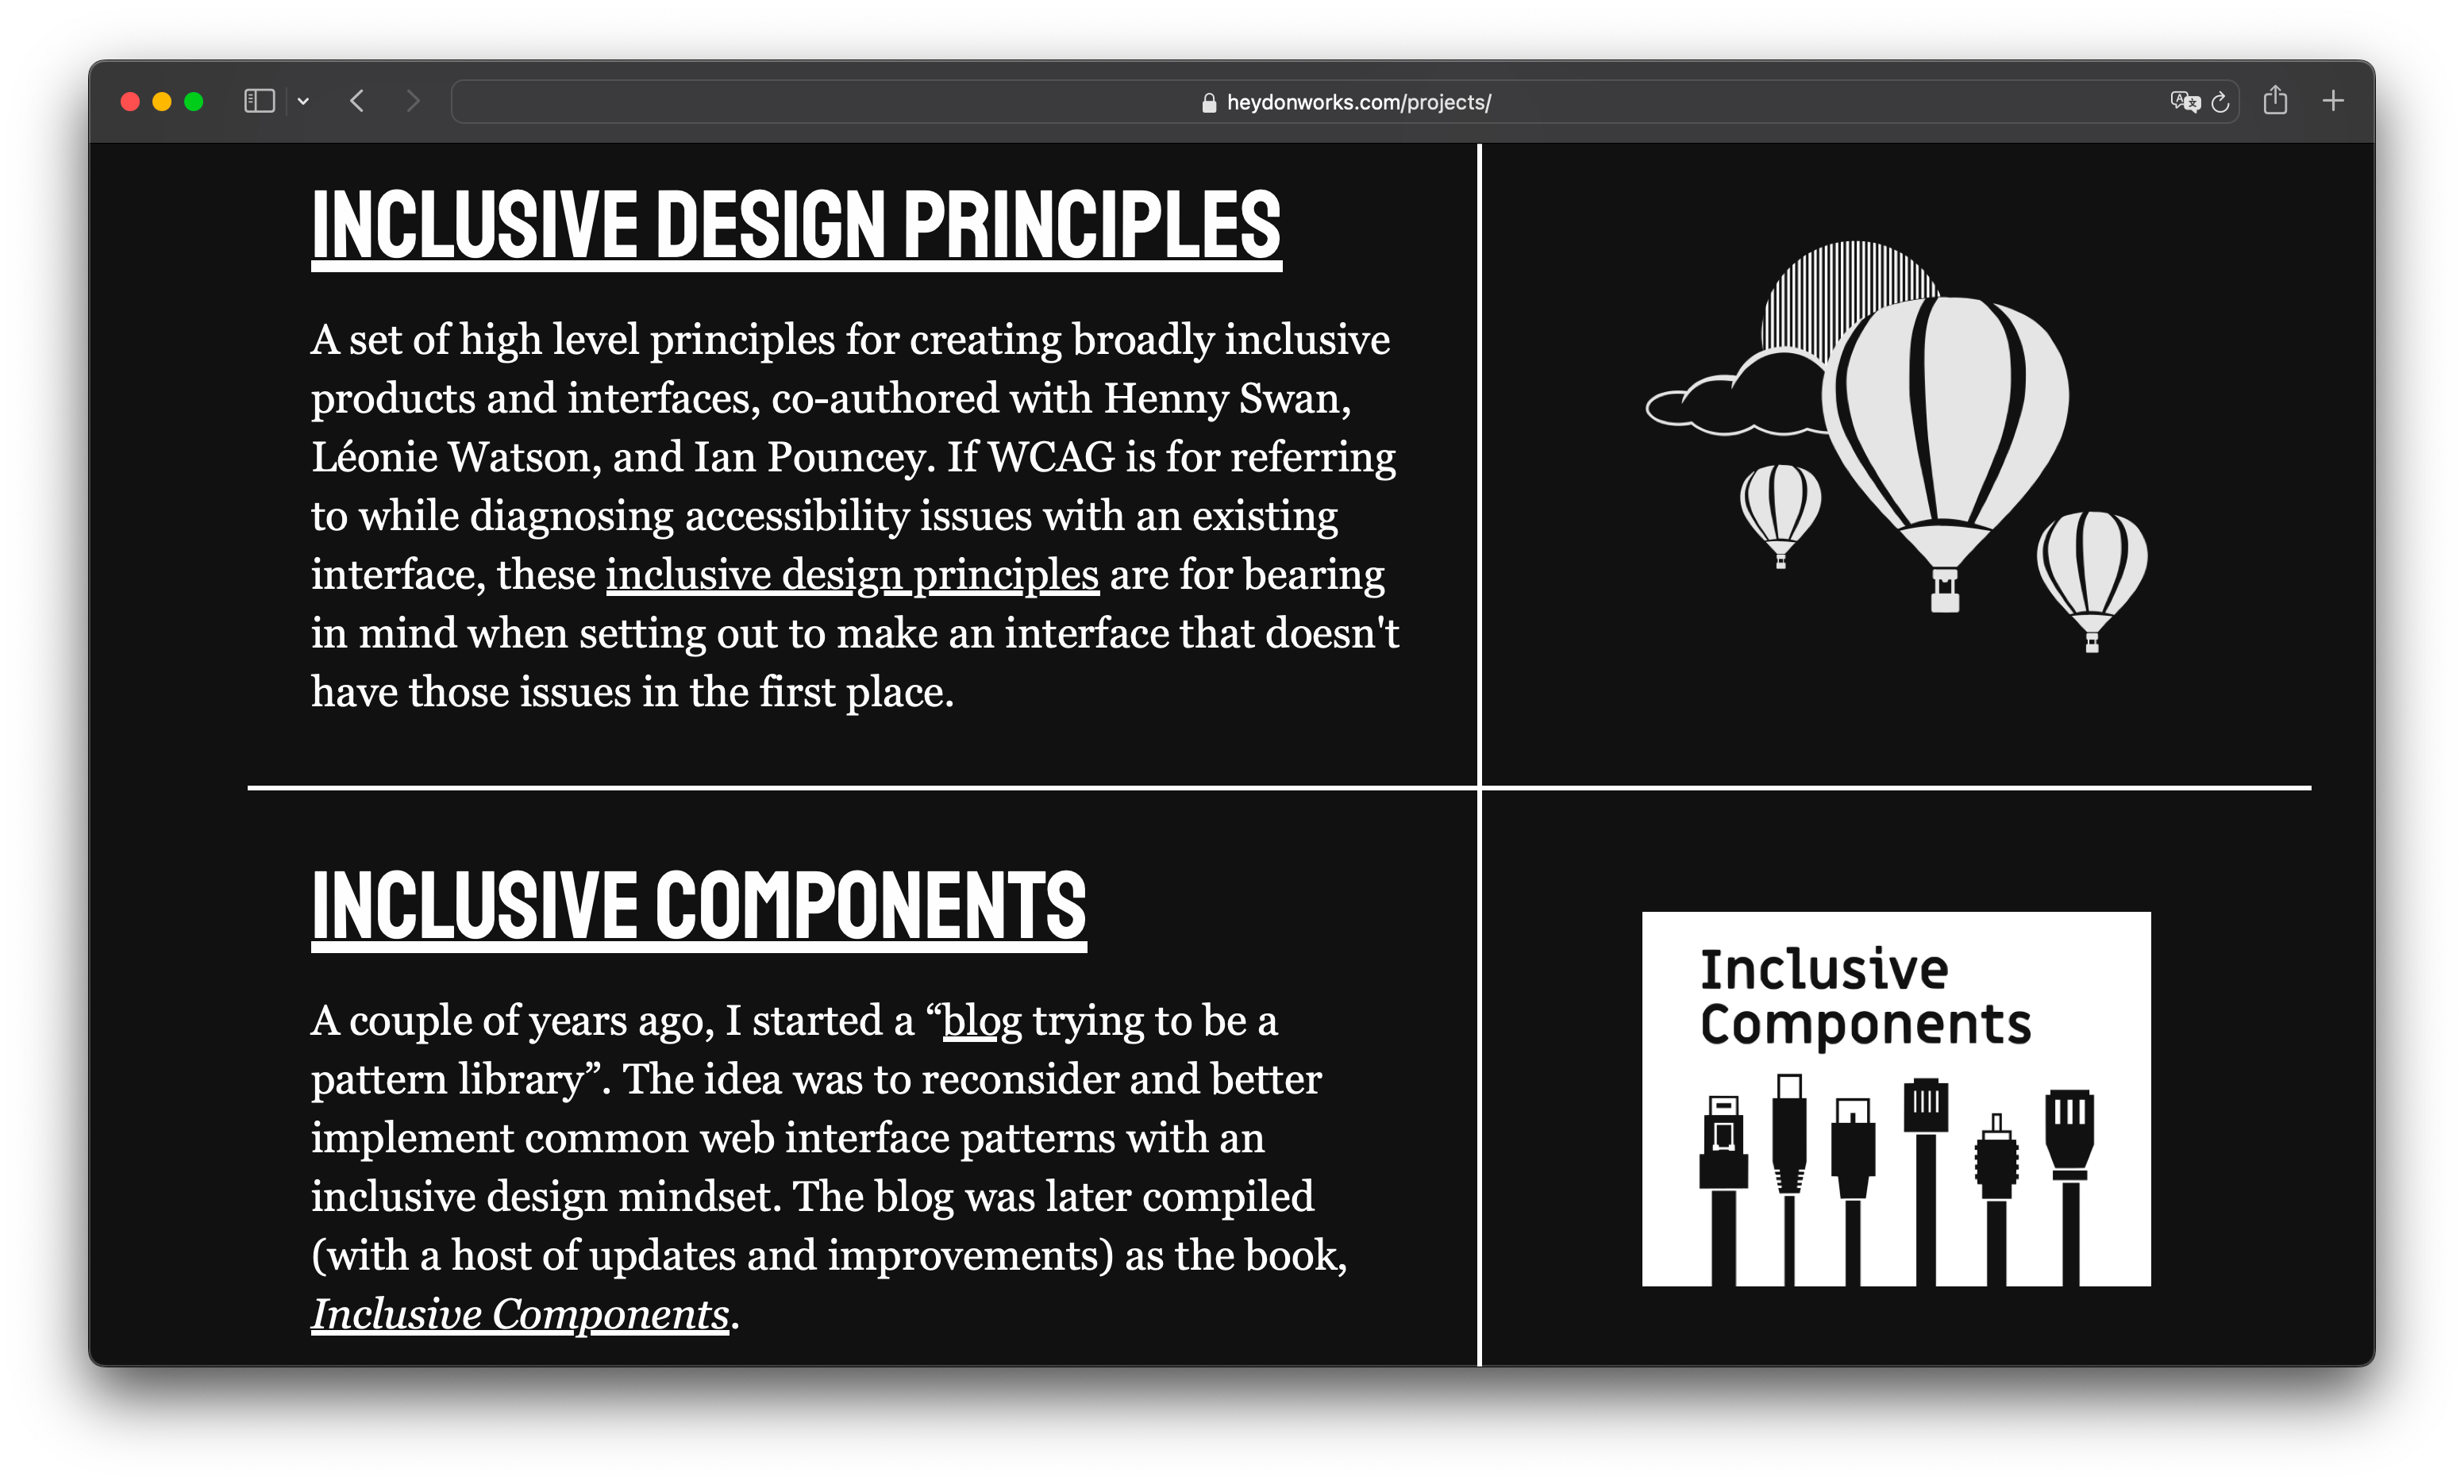 heydonworks.com/projects/
INCLUSIVE DESIGN PRINCIPLES
A set of high level principles for creating broadly inclusive
products and interfaces, co-authored with Henny Swan,
Léonie Watson, and Ian Pouncey. If WCAG is for referring
to while diagnosing accessibility issues with an existing
interface, these inclusive design principles are for bearing
in mind when setting out to make an interface that doesn't
have those issues in the first place.
INCLUSIVE COMPONENTS
A couple of years ago, I started a “blog trying to be a
pattern library”. The idea was to reconsider and better
implement common web interface patterns with an
inclusive design mindset. The blog was later compiled
(with a host of updates and improvements) as the book,
Inclusive Components.
Inclusive
Components